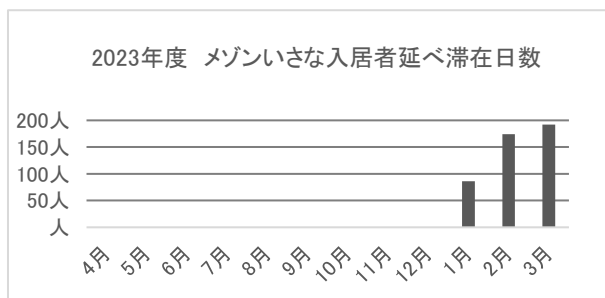 2023年度 メゾンいさな入居者延べ滞在日数
200人
150人
100人
50人
人
4月 5月 6月 7月 8月 9月 10月 11月 12月 1月 2月 3月